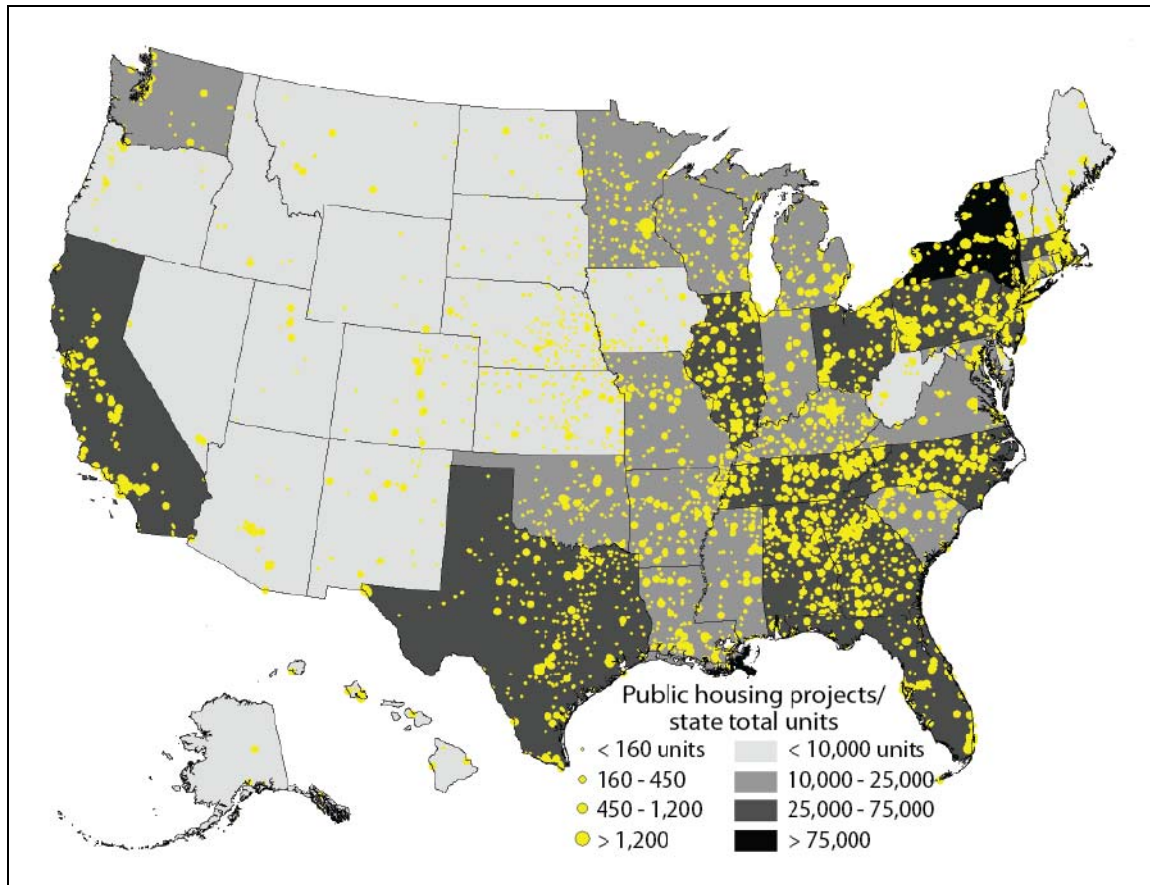 Public housing projects/
state total units
< 160 units
< 10,000 units
160 - 450
10,000 - 25,000
450 - 1,200
25,000 - 75,000
> 1,200
> 75,000